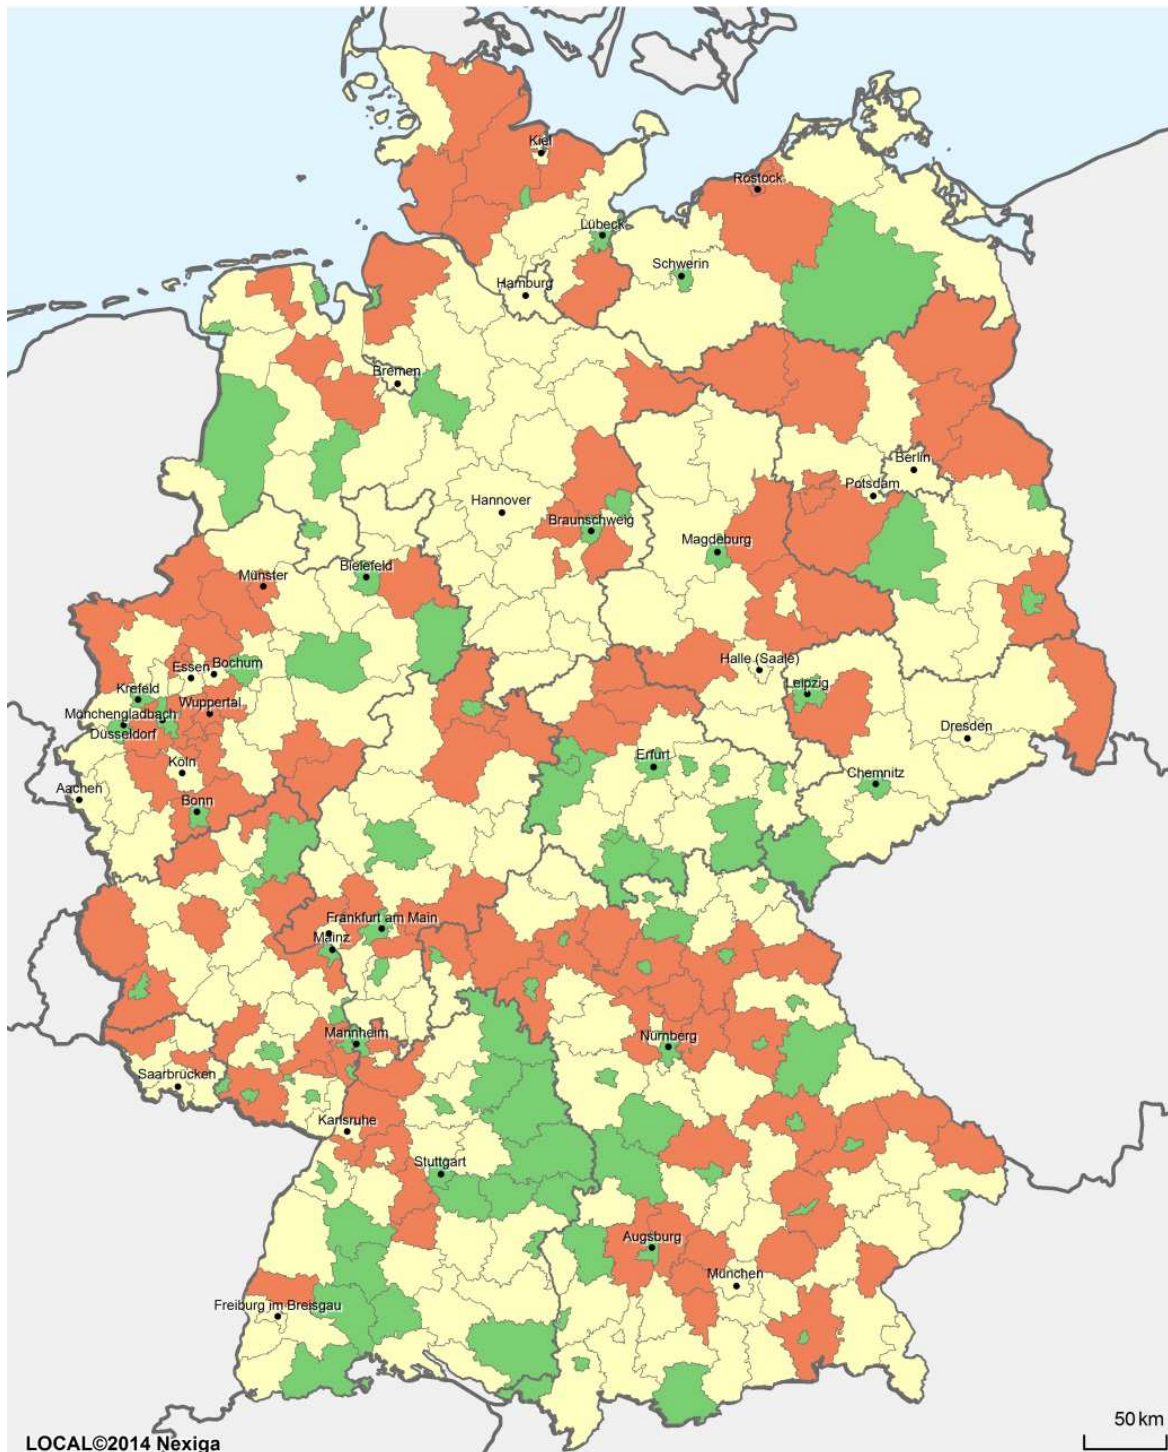 Kiel
Rostock
Lübeck
Schwerin
Hamburg
Bremen
Berlin
Potsdam
Hannover
Braunschweig
Magdeburg
Bielefeld
Münster
Essen
Bochum
Halle (Saale)
Krefeld
Leipzig
Wuppertal
Mönchengladbach
Düsseldorf
Dresden
Köln
Erfurt
Chemnitz
Aachen
Bonn
Frankfurt am Main
Mainz
Mannheim
Nürnberg
Saarbrücken
Karlsruhe
Stuttgart
Augsburg
München
Freiburg im Breisgau
50 km
LOCAL©2014 Nexiga